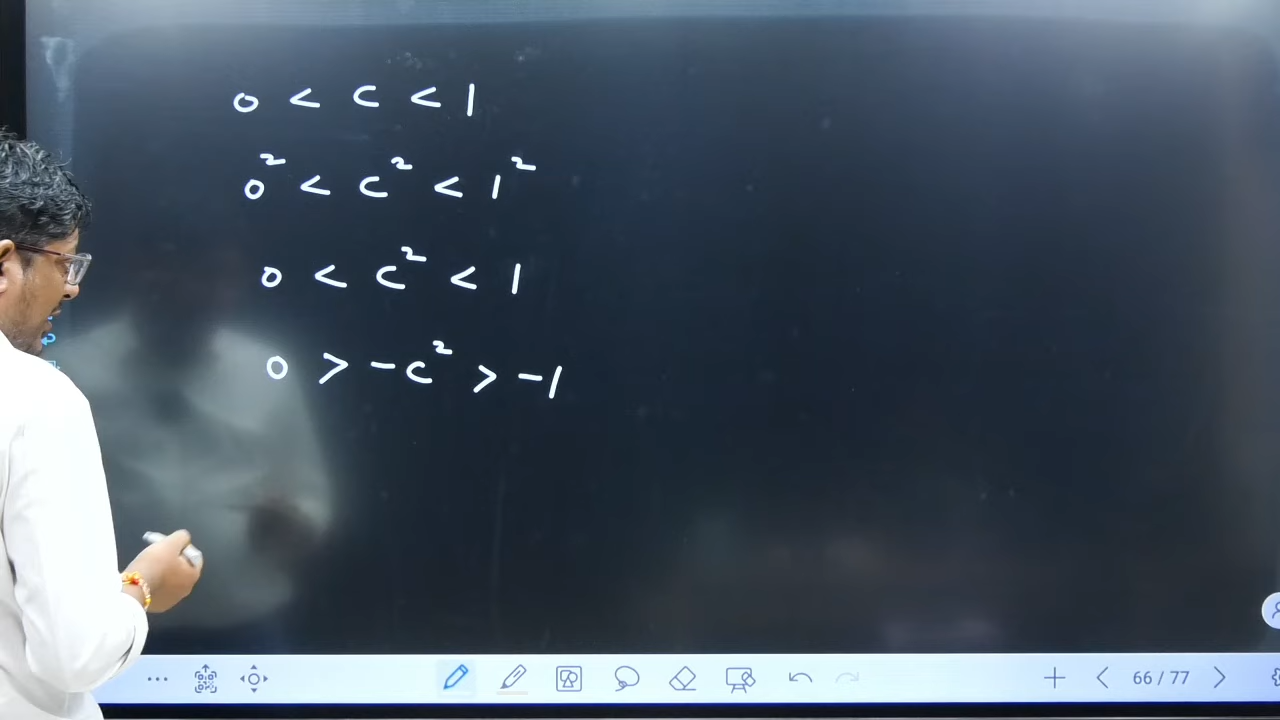 0 < c < 1
0² < c² < 1²
0 < c² < 1
0 > -c² > -1
66 / 77